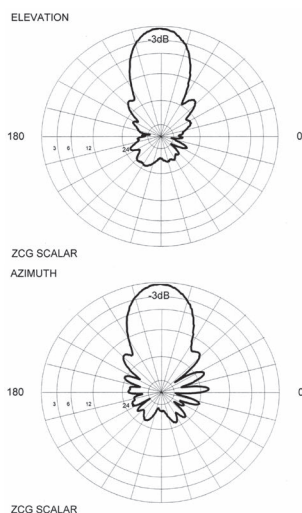 ELEVATION
-3dB
180
3 6 12 24
0
ZCG SCALAR
AZIMUTH
-3dB
180
3 6 12 24
0
ZCG SCALAR